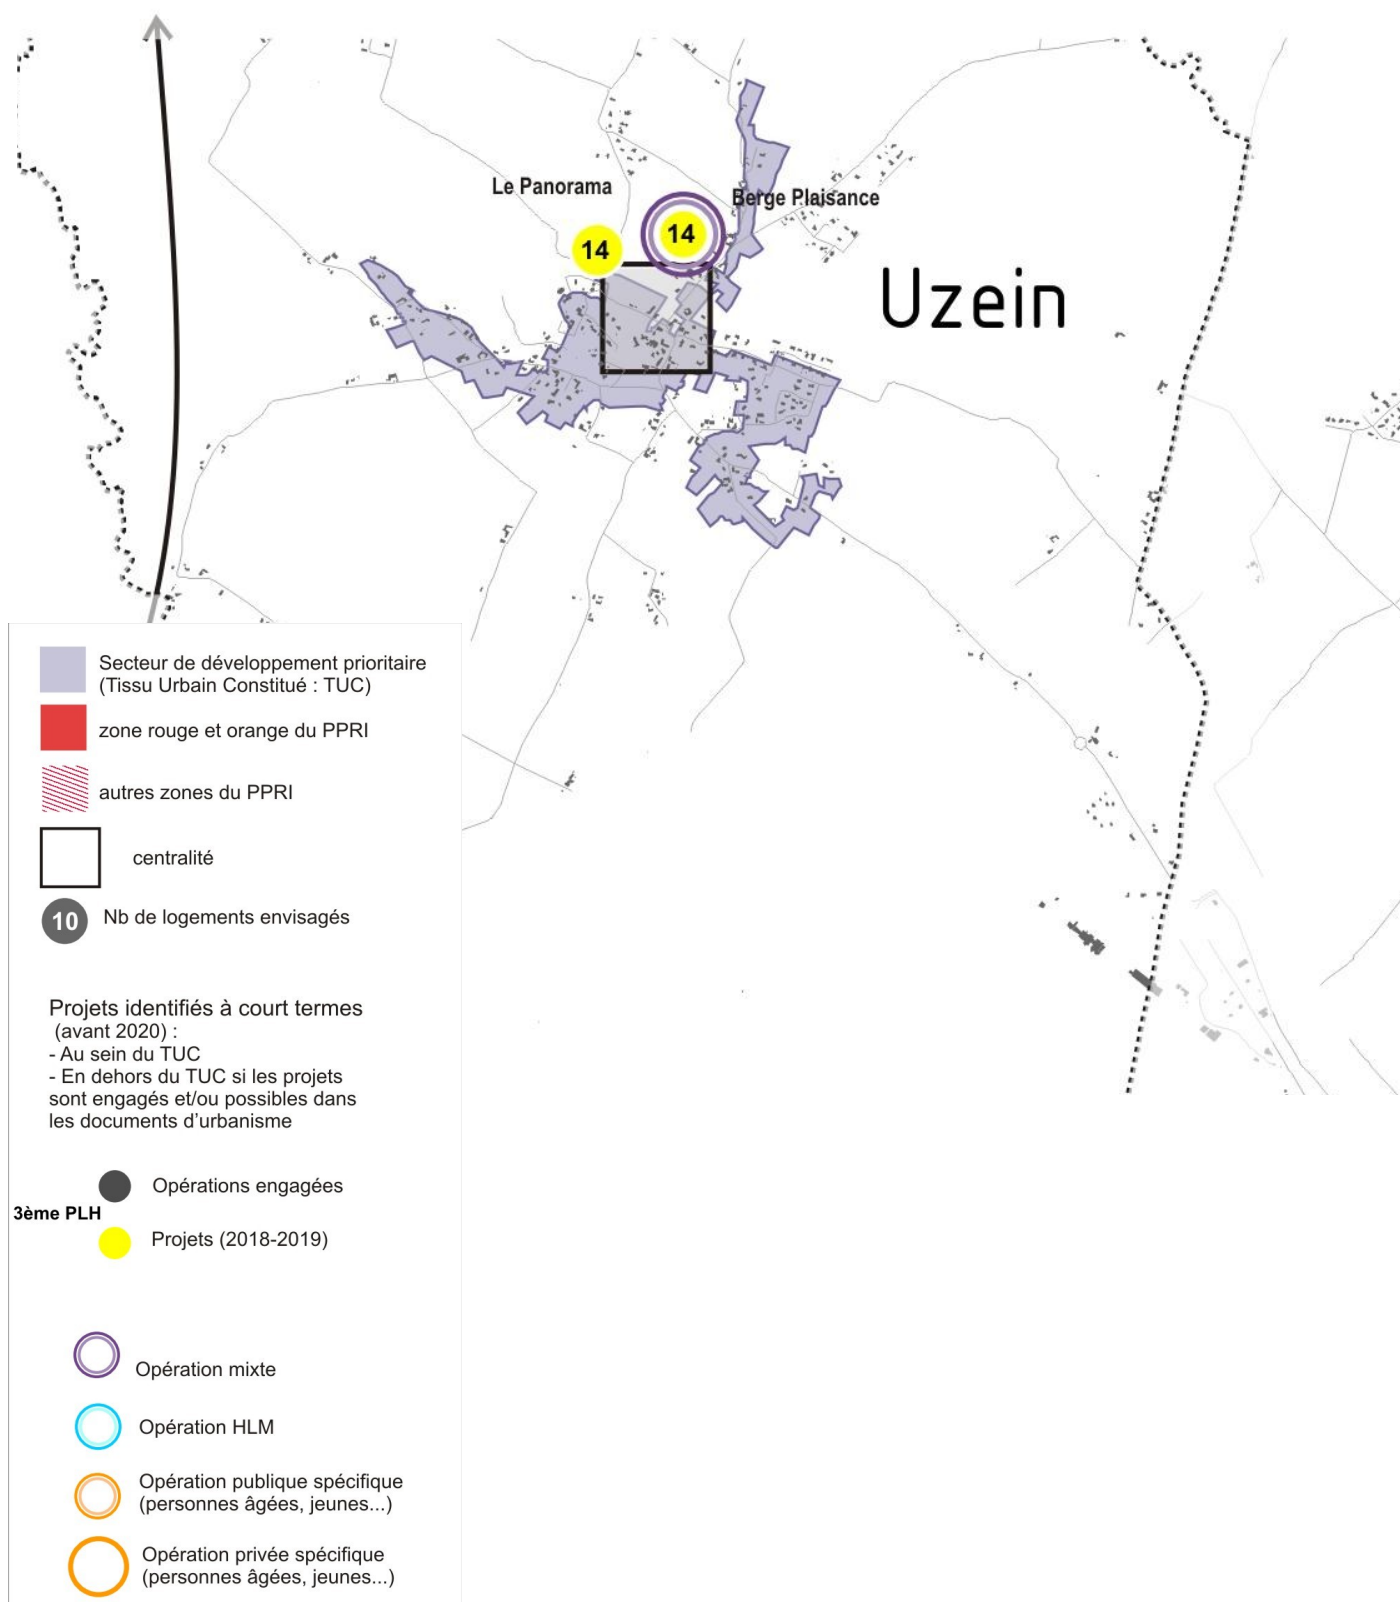 Le Panorama
Berge Plaisance
14
14
Uzein
Secteur de développement prioritaire
(Tissu Urbain Constitué : TUC)
zone rouge et orange du PPRI
autres zones du PPRI
centralité
10 Nb de logements envisagés
Projets identifiés à court termes
(avant 2020) :
- Au sein du TUC
- En dehors du TUC si les projets
sont engagés et/ou possibles dans
les documents d'urbanisme
Opérations engagées
3ème PLH
Projets (2018-2019)
Opération mixte
Opération HLM
Opération publique spécifique
(personnes âgées, jeunes...)
Opération privée spécifique
(personnes âgées, jeunes...)